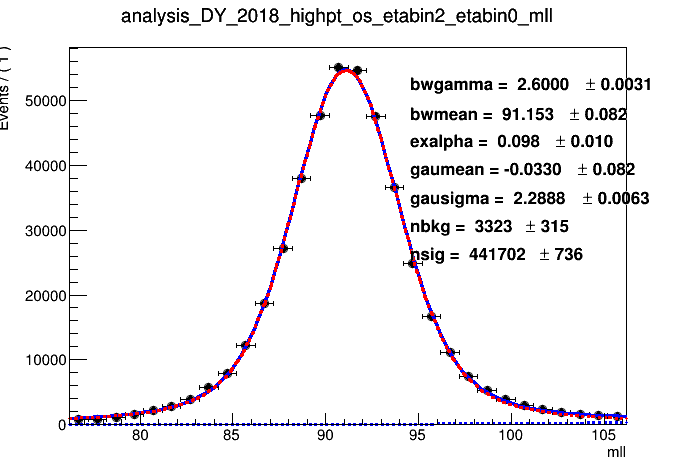 analysis_DY_2018_highpt_os_etabin2_etabin0_mll
Events / ( 1 )
bwgamma = 2.6000 ± 0.0031
bwmean = 91.153 ± 0.082
exalpha = 0.098 ± 0.010
gaumean = -0.0330 ± 0.082
gausigma = 2.2888 ± 0.0063
nbkg = 3323 ± 315
nsig = 441702 ± 736
50000
40000
30000
20000
10000
0
80 85 90 95 100 105
mll